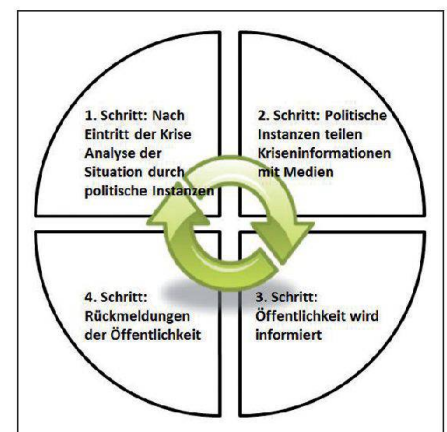 1. Schritt: Nach
Eintritt der Krise
Analyse der
Situation durch
politische Instanzen
2. Schritt: Politische
Instanzen teilen
Kriseninformationen
mit Medien
3. Schritt:
Öffentlichkeit wird
informiert
4. Schritt:
Rückmeldungen
der Öffentlichkeit